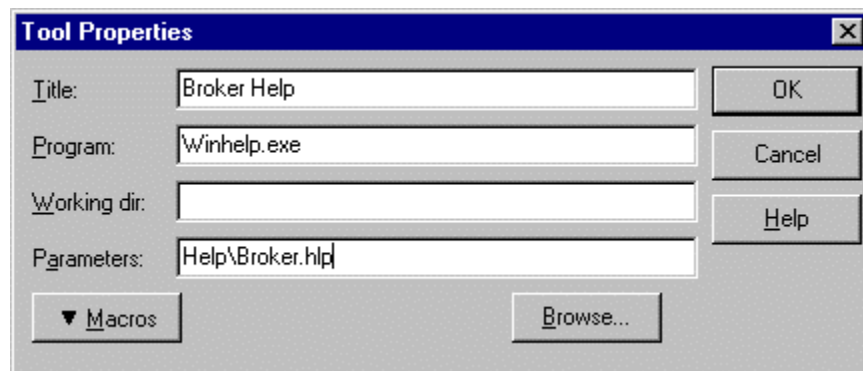 Tool Properties
Title: Broker Help
OK
Program: Winhelp.exe
Cancel
Working dir:
Help
Parameters: Help\Broker.hlp
▼ Macros
Browse...